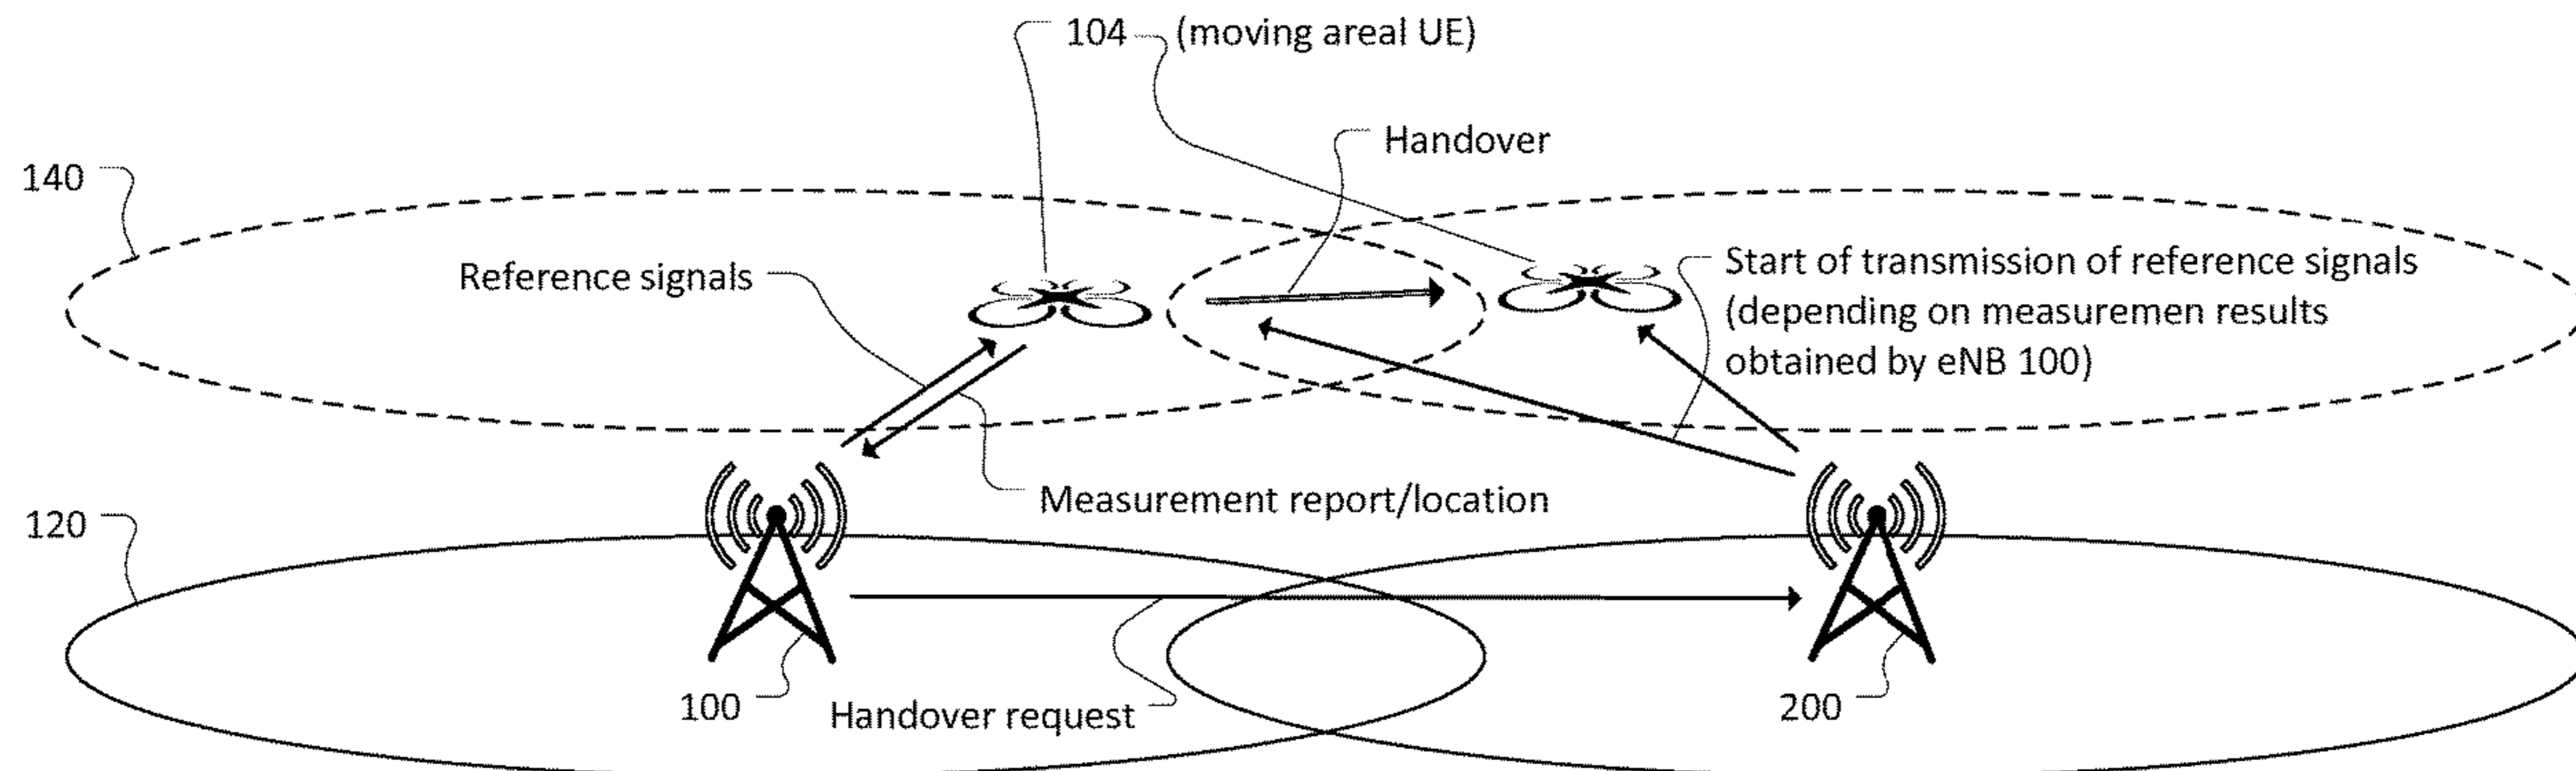 104 (moving areal UE)
Handover
140
Reference signals
Start of transmission of reference signals
(depending on measuremen results
obtained by eNB 100)
Measurement report/location
120
100
Handover request
200